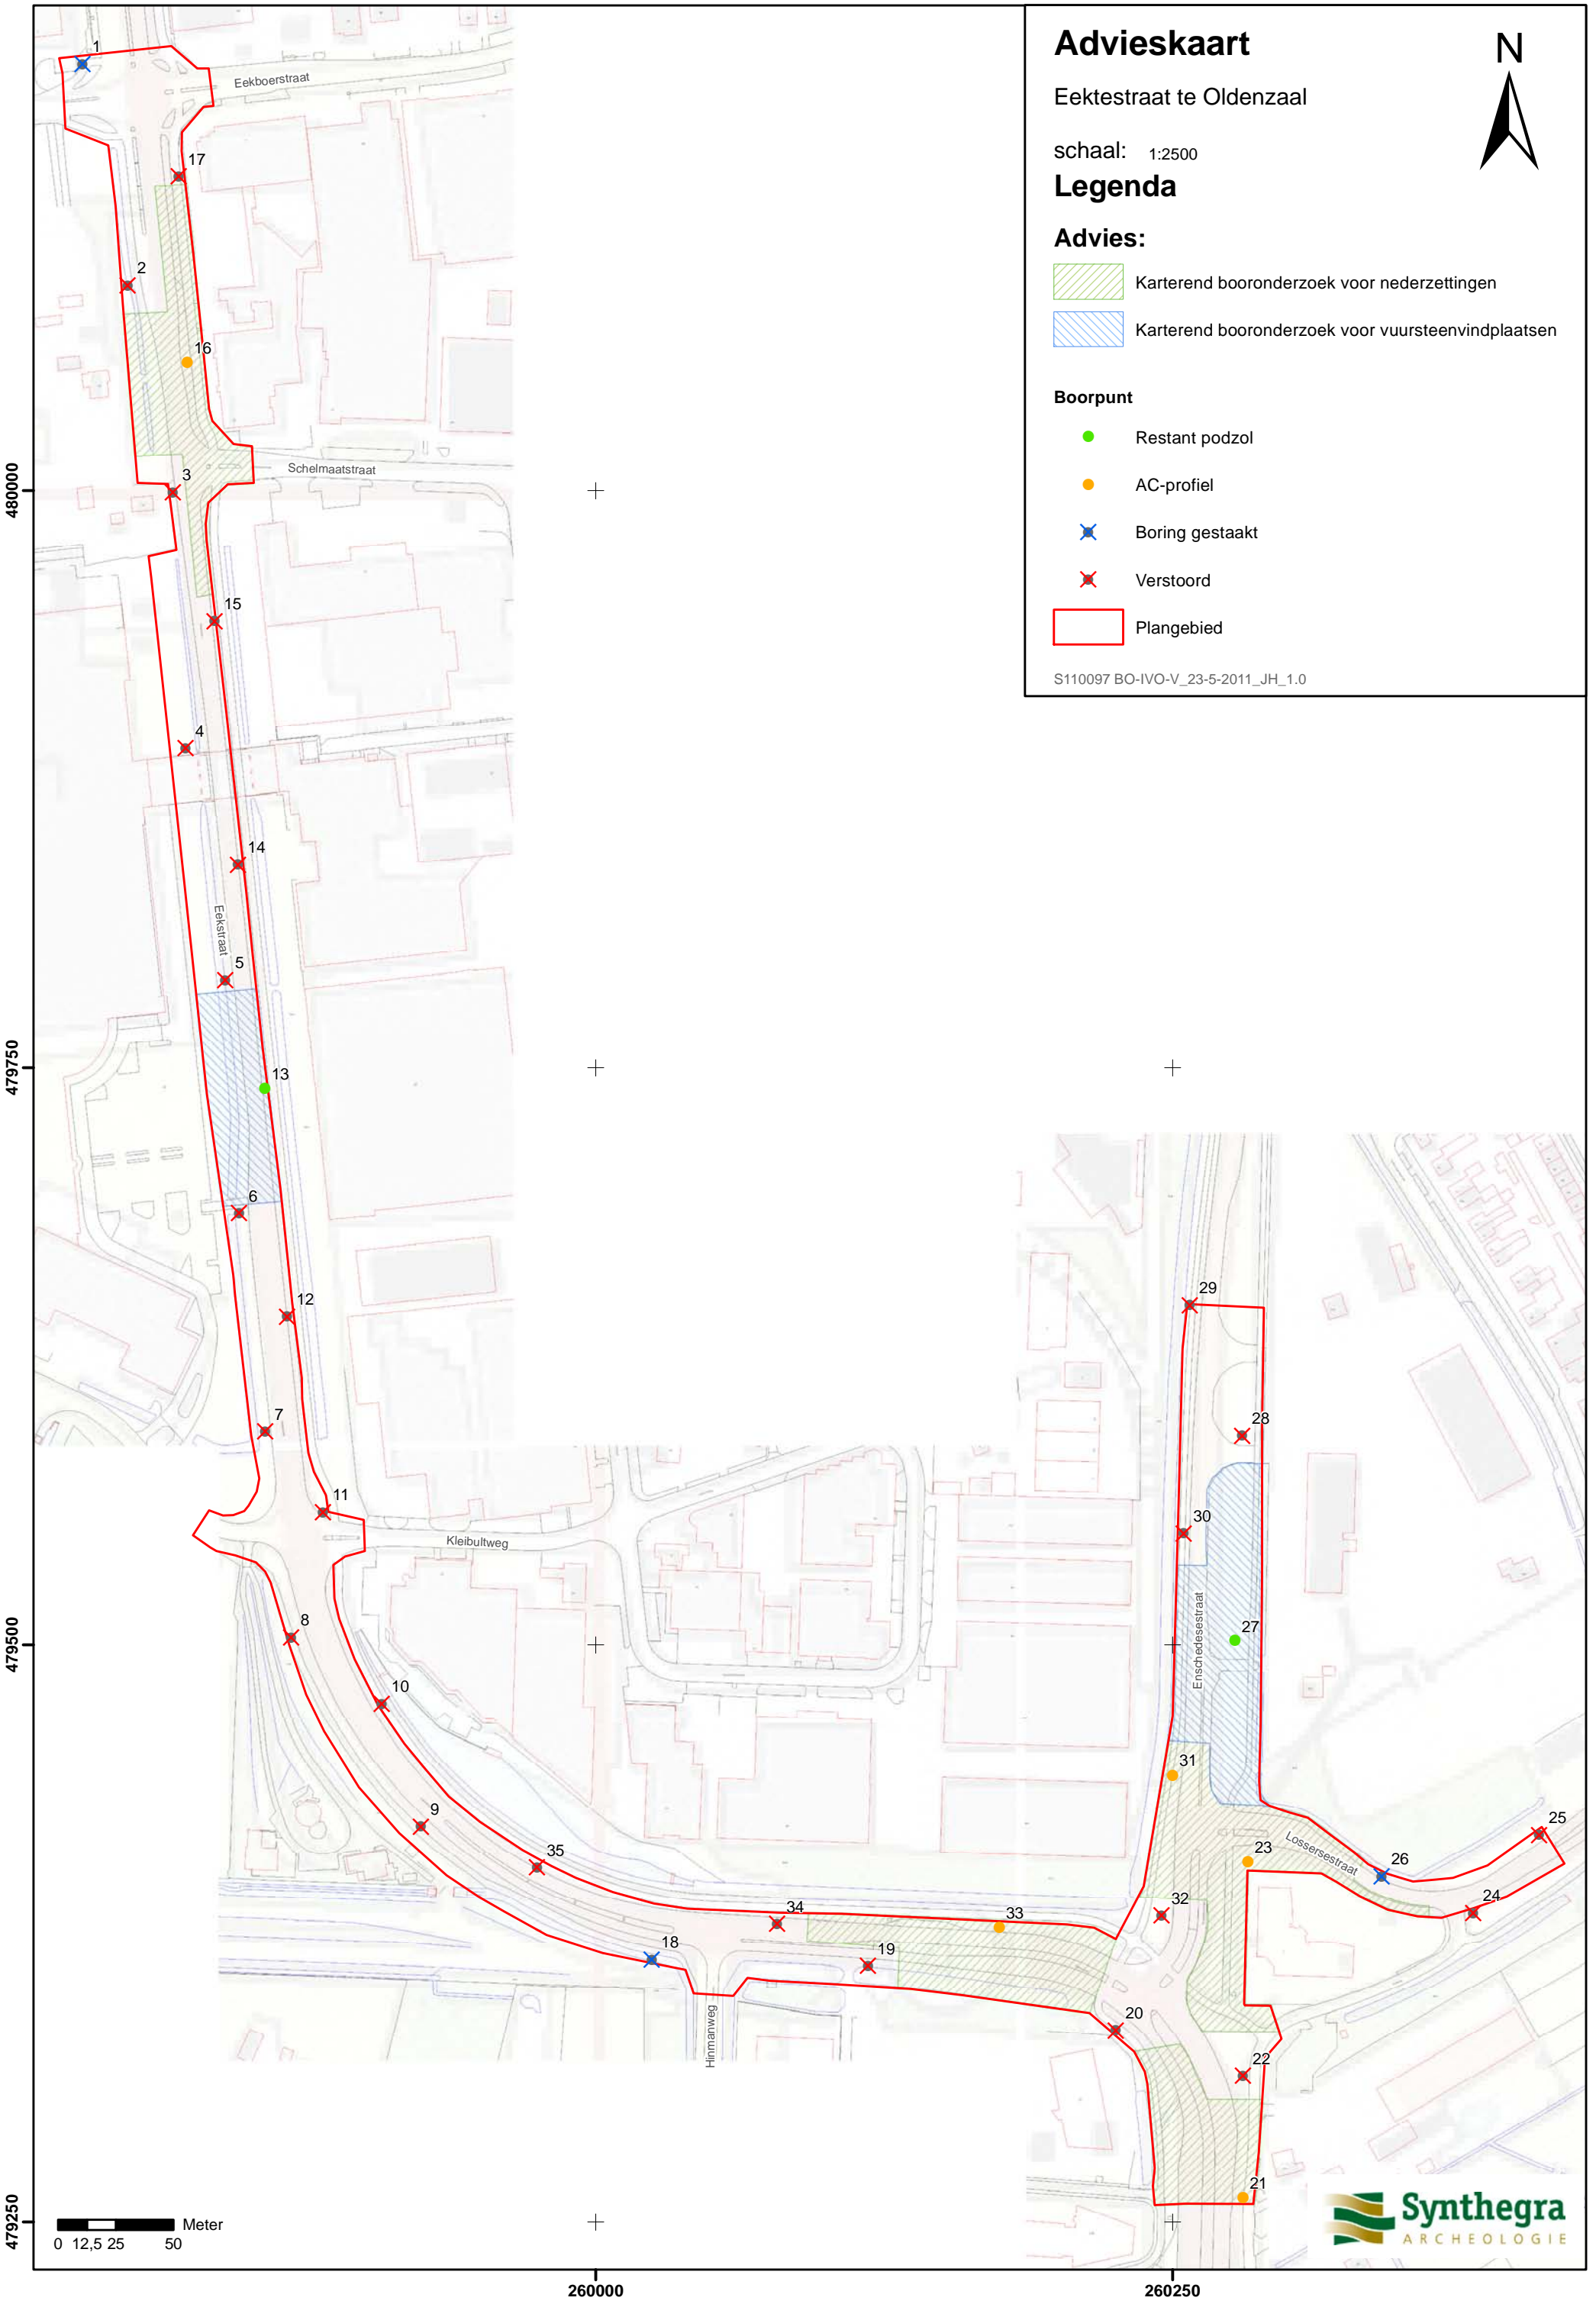 Advieskaart
N
Eektestraat te Oldenzaal
schaal: 1:2500
Legenda
Advies:
Karterend booronderzoek voor nederzettingen
Karterend booronderzoek voor vuursteenvindplaatsen
Boorpunt
Restant podzol
AC-profiel
Boring gestaakt
Verstoord
Plangebied
S110097 BO-IVO-V_23-5-2011_JH_1.0
1
Eekboerstraat
17
2
16
Schelmaatstraat
3
480000
15
4
14
Eekstraat
5
479750
13
6
12
29
7
28
11
30
Kleibultweg
Enschedesestraat
479500
8
27
10
31
9
25
Lossersestraat
35
23
26
34
33
32
24
18
19
Hinmanweg
20
22
21
479250
Meter
0 12,5 25 50
Synthegra
ARCHEOLOGIE
260000
260250